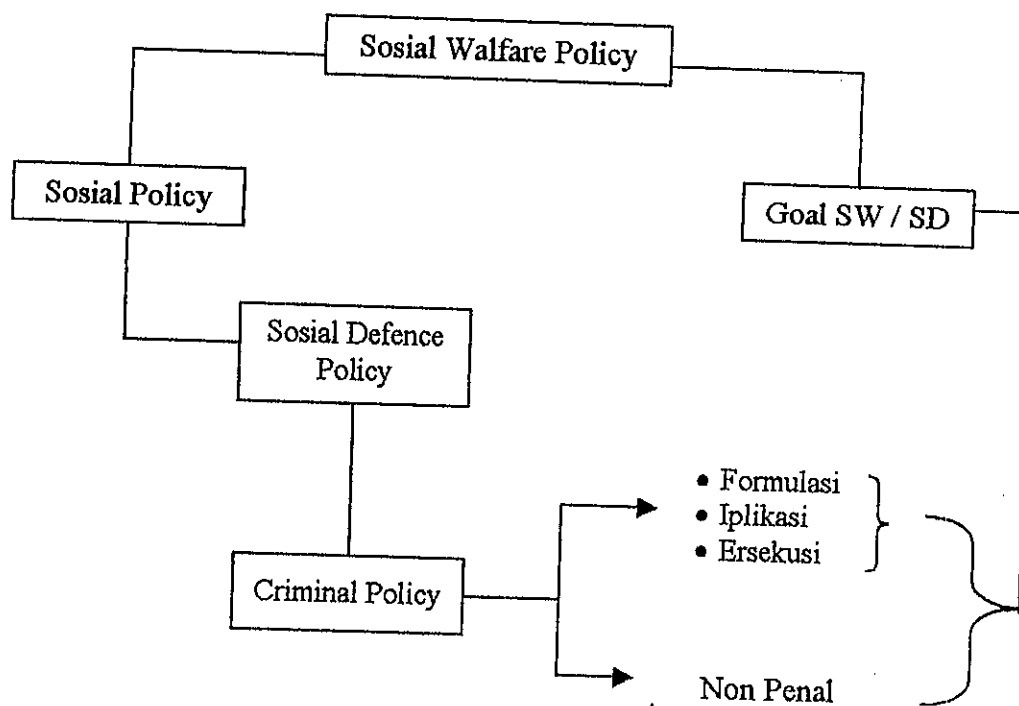 Sosial Walfare Policy
Sosial Policy
Goal SW / SD
Sosial Defence
Policy
• Formulasi
• Iplikasi
• Ersekusi
Criminal Policy
Non Penal